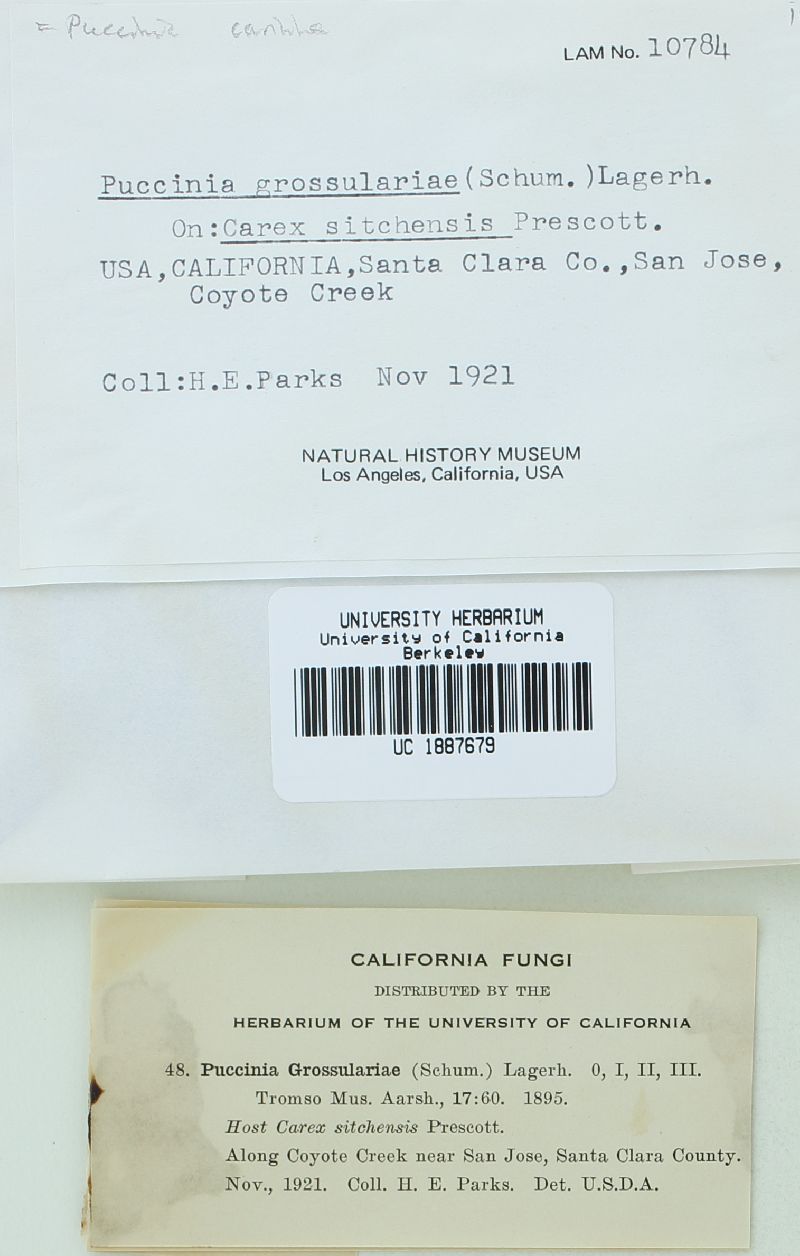 = Puccinia caricina
LAM No. 10784
Puccinia grossulariae (Schum. )Lagerh.
On:Carex sitchensis Prescott.
USA,CALIFORNIA,Santa Clara Co.,San Jose,
Coyote Creek
Coll:H.E.Parks Nov 1921
NATURAL HISTORY MUSEUM
Los Angeles, California, USA
UNIVERSITY HERBARIUM
University of California
Berkeley
UC 1887679
CALIFORNIA FUNGI
DISTRIBUTED BY THE
HERBARIUM OF THE UNIVERSITY OF CALIFORNIA
48. Puccinia Grossulariae (Schum.) Lagerh. 0, I, II, III.
Tromso Mus. Aarsh., 17:60. 1895.
Host Carex sitchensis Prescott.
Along Coyote Creek near San Jose, Santa Clara County.
Nov., 1921. Coll. H. E. Parks. Det. U.S.D.A.